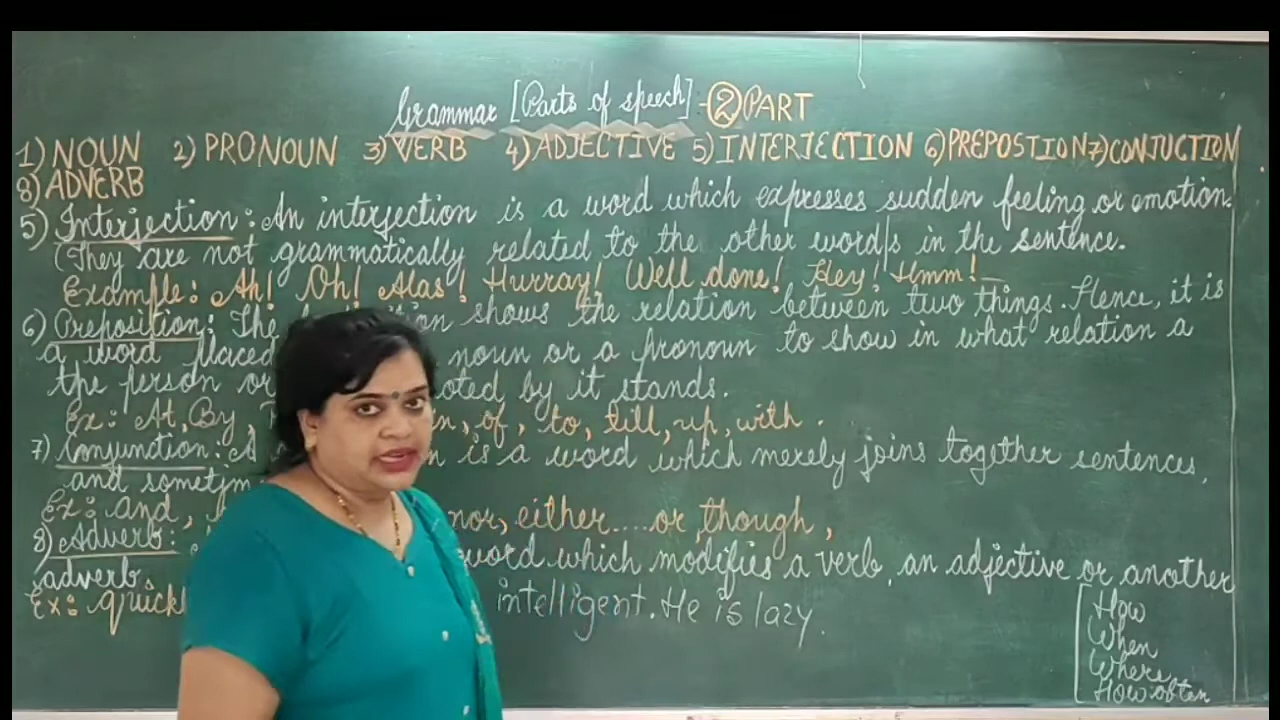 Grammar [Parts of speech] - ② PART
1) NOUN 2) PRONOUN 3) VERB 4) ADJECTIVE 5) INTERJECTION 6) PREPOSTION 7) CONJUCTION
8) ADVERB
5) Interjection : An interjection is a word which expresses sudden feeling or emotion.
(They are not grammatically related to the other word|s in the sentence.
Example : Ah! Oh! Alas! Hurray! Well done! Hey! Hmm!
6) Preposition : The shows the relation between two things. Hence, it is
a word placed noun or a pronoun to show in what relation a
the person or by it stands.
Ex : At, By, of, to, till, up, with.
7) Conjunction : A is a word which merely joins together sentences,
and
Ex : and, nor, either....or, though,
8) Adverb : word which modifies a verb, an adjective or another
adverb.
Ex : intelligent. He is lazy.
[How
When
Where
How often